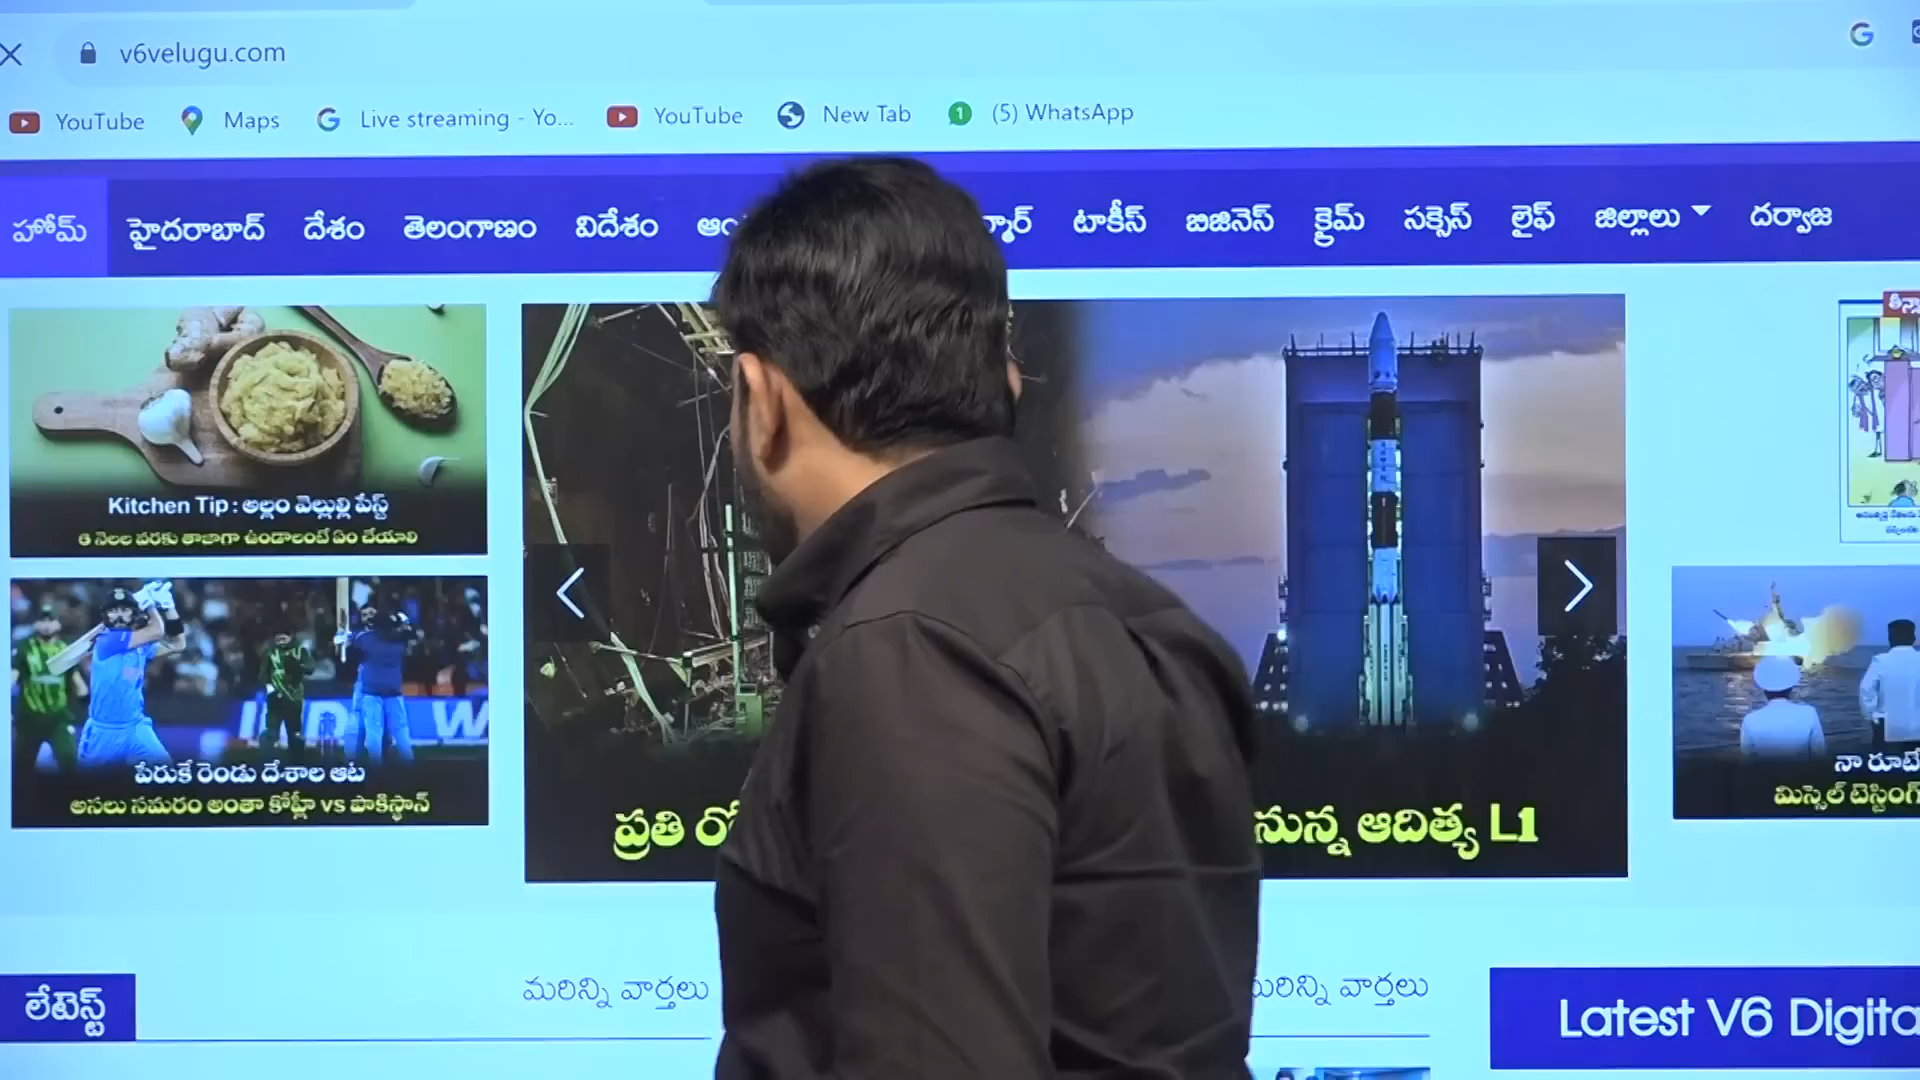 v6velugu.com
YouTube
Maps
Live streaming - Yo...
YouTube
New Tab
1
(5) WhatsApp
హోమ్ హైదరాబాద్ దేశం తెలంగాణం విదేశం టాకీస్ బిజినెస్ క్రైమ్ సక్సెస్ లైఫ్ జిల్లాలు దర్వాజ
Kitchen Tip : అల్లం వెల్లుల్లి పేస్ట్
6 నెలల వరకు తాజాగా ఉండాలంటే ఏం చేయాలి
పేరుకే రెండు దేశాల ఆట
అసలు సమరం అంతా కోహ్లీ vs పాకిస్థాన్
ప్రతి రో
నున్న ఆదిత్య L1
నా రూటే
మిస్సైల్ టెస్టింగ్
లేటెస్ట్
మరిన్ని వార్తలు
మరిన్ని వార్తలు
Latest V6 Digita